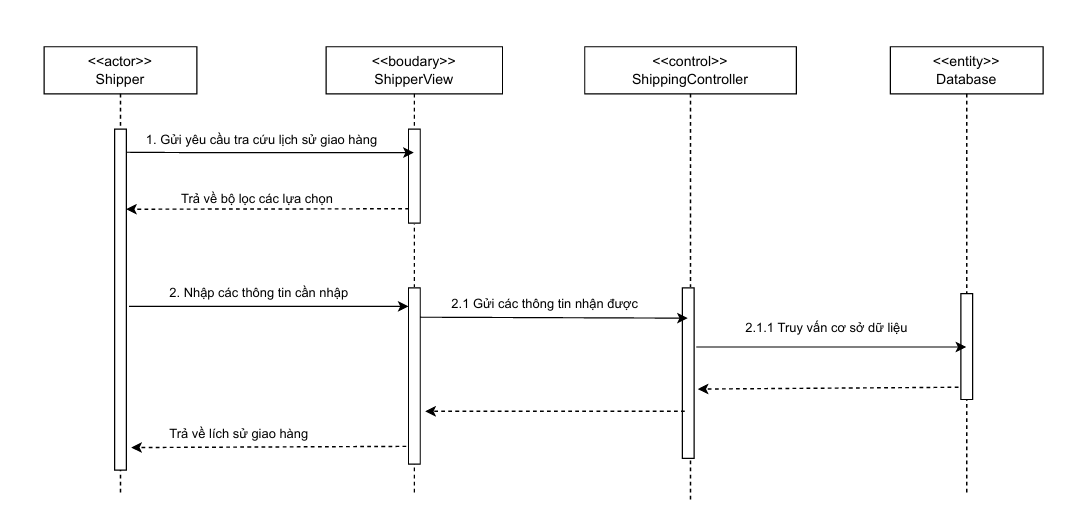 <<actor>>
Shipper
<<boudary>>
ShipperView
<<control>>
ShippingController
<<entity>>
Database
1. Gửi yêu cầu tra cứu lịch sử giao hàng
Trả về bộ lọc các lựa chọn
2. Nhập các thông tin cần nhập
2.1 Gửi các thông tin nhận được
2.1.1 Truy vấn cơ sở dữ liệu
Trả về lích sử giao hàng